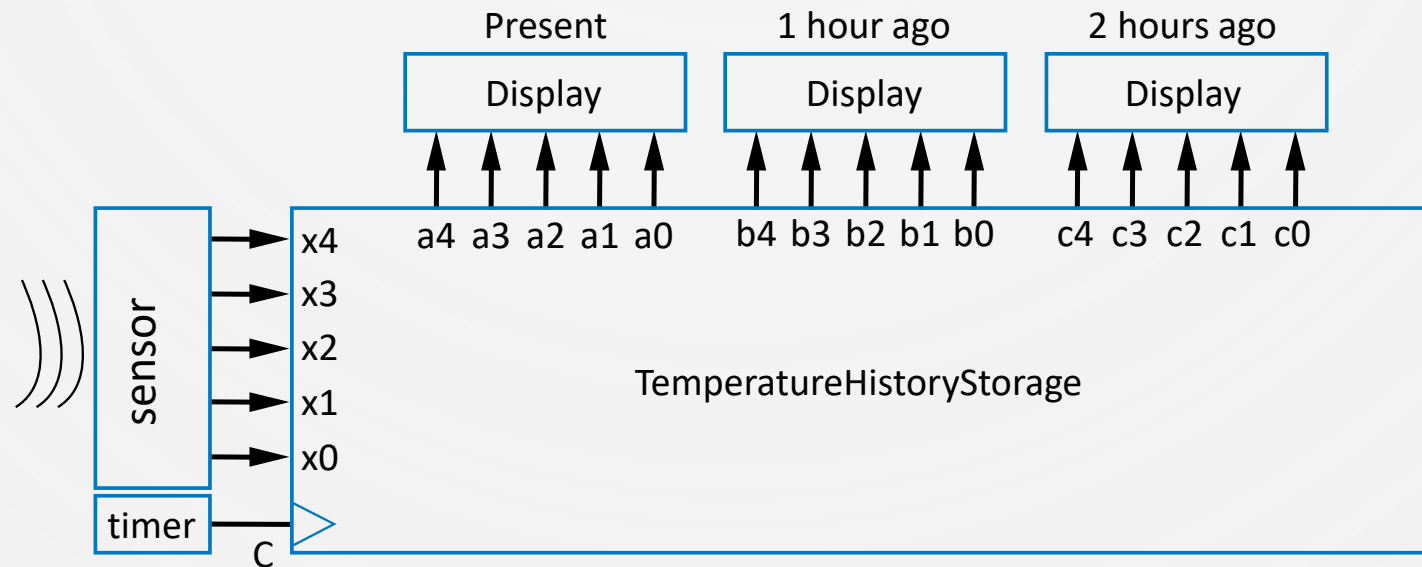 Present 1 hour ago 2 hours ago
Display Display Display
a4 a3 a2 a1 a0 b4 b3 b2 b1 b0 c4 c3 c2 c1 c0
sensor
x4
x3
x2
x1
x0
TemperatureHistoryStorage
timer
C